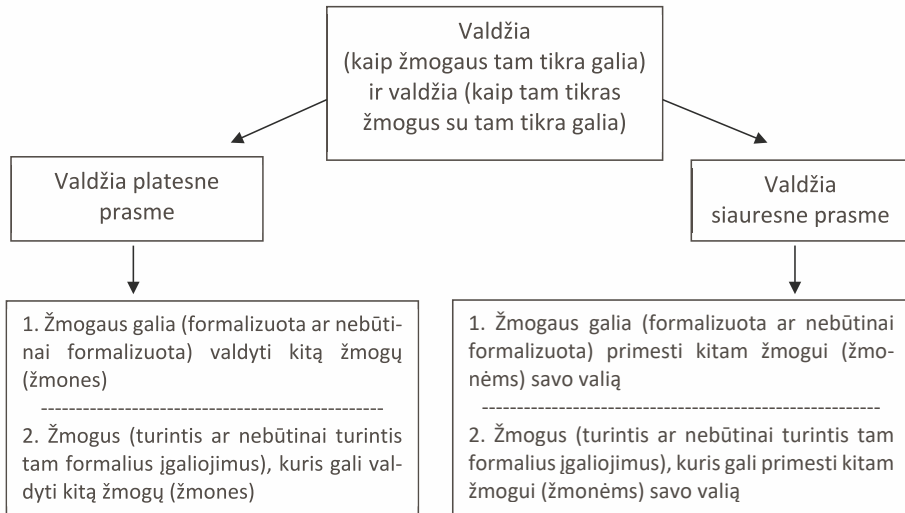 Valdžia
(kaip žmogaus tam tikra galia)
ir valdžia (kaip tam tikras
žmogus su tam tikra galia)
Valdžia platesne
prasme
Valdžia
siauresne prasme
1. Žmogaus galia (formalizuota ar nebūti-
nai formalizuota) valdyti kitą žmogų
(žmones)
-------------------------------------------------
2. Žmogus (turintis ar nebūtinai turintis
tam formalius įgaliojimus), kuris gali val-
dyti kitą žmogų (žmones)
1. Žmogaus galia (formalizuota ar nebūtinai
formalizuota) primesti kitam žmogui (žmo-
nėms) savo valią
---------------------------------------------------------
2. Žmogus (turintis ar nebūtinai turintis tam
formalius įgaliojimus), kuris gali primesti kitam
žmogui (žmonėms) savo valią